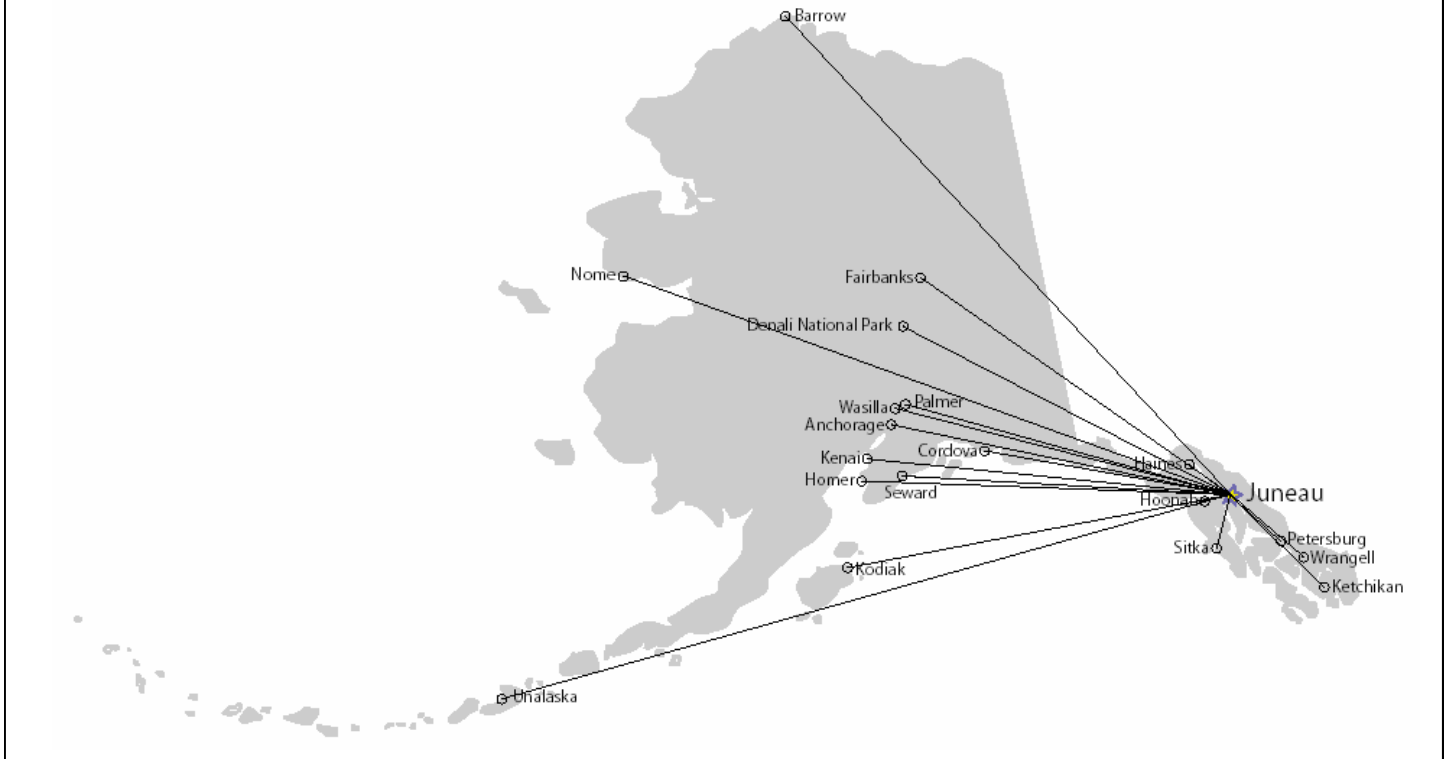 Barrow
Nome
Fairbanks
Denali National Park
Palmer
Wasilla
Anchorage
Cordova
Kenai
Haines
Homer
Seward
Juneau
Hoonah
Petersburg
Sitka
Wrangell
Kodiak
Ketchikan
Unalaska